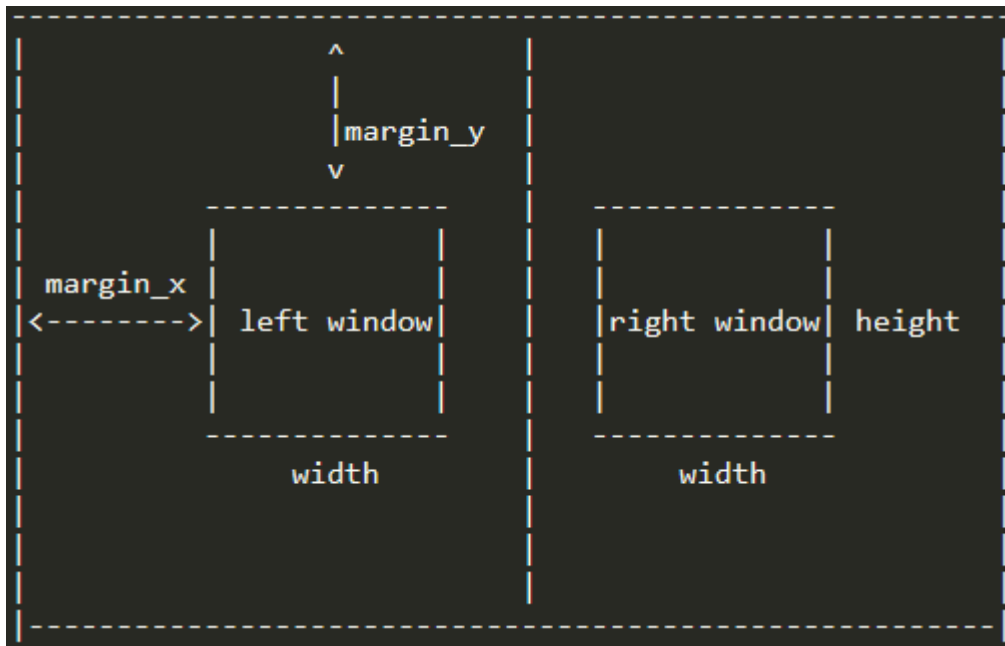 ^
|
|margin_y
v
margin_x
<-------->| left window| |right window| height
width width